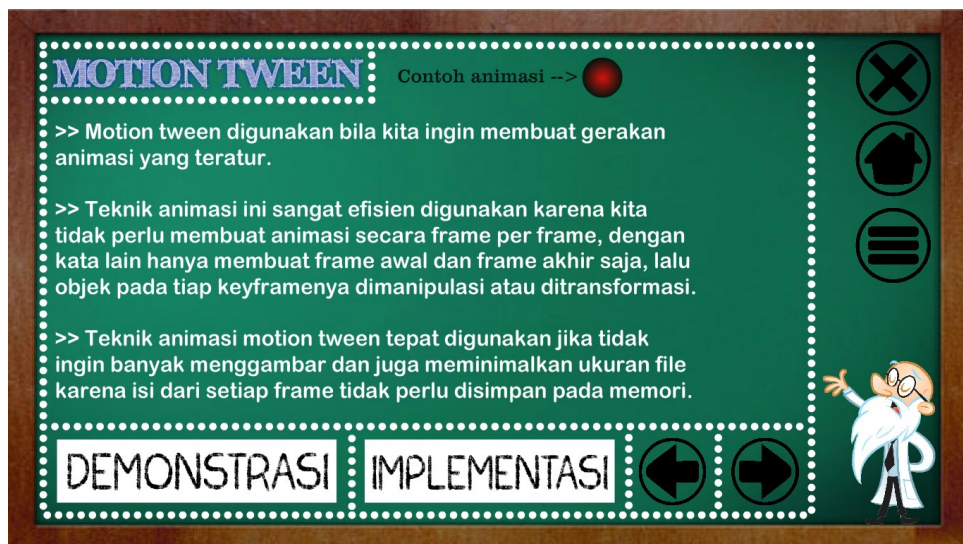 MOTION TWEEN
Contoh animasi -->
>> Motion tween digunakan bila kita ingin membuat gerakan
animasi yang teratur.
>> Teknik animasi ini sangat efisien digunakan karena kita
tidak perlu membuat animasi secara frame per frame, dengan
kata lain hanya membuat frame awal dan frame akhir saja, lalu
objek pada tiap keyframenya dimanipulasi atau ditransformasi.
>> Teknik animasi motion tween tepat digunakan jika tidak
ingin banyak menggambar dan juga meminimalkan ukuran file
karena isi dari setiap frame tidak perlu disimpan pada memori.
DEMONSTRASI
IMPLEMENTASI